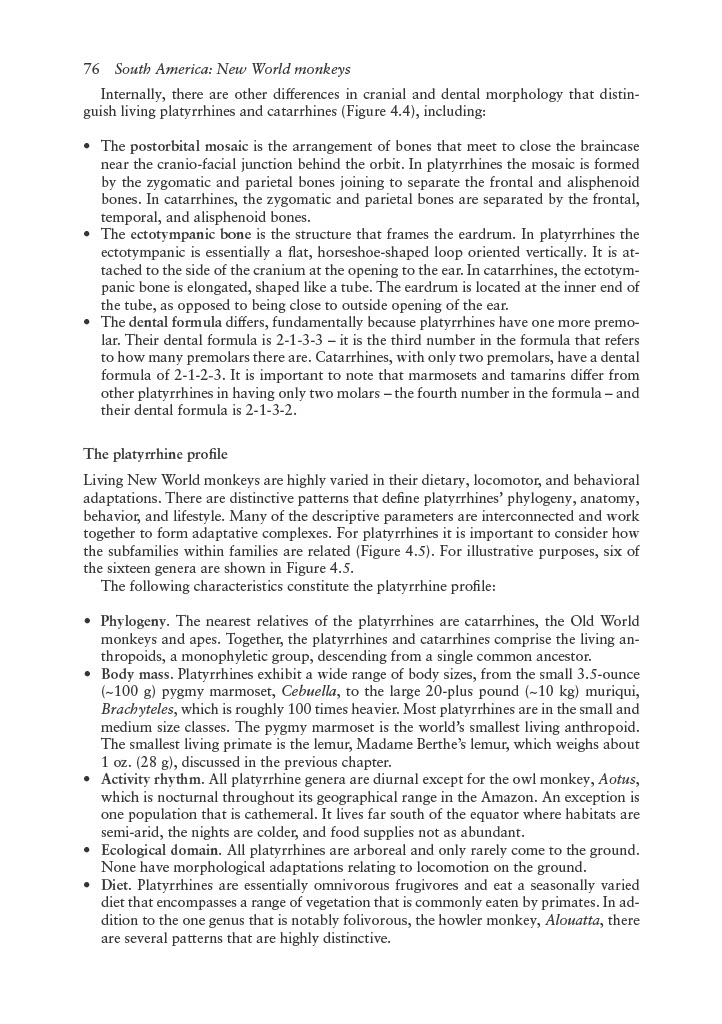 76 South America: New World monkeys
Internally, there are other differences in cranial and dental morphology that distin-
guish living platyrrhines and catarrhines (Figure 4.4), including:
• The postorbital mosaic is the arrangement of bones that meet to close the braincase
near the cranio-facial junction behind the orbit. In platyrrhines the mosaic is formed
by the zygomatic and parietal bones joining to separate the frontal and alisphenoid
bones. In catarrhines, the zygomatic and parietal bones are separated by the frontal,
temporal, and alisphenoid bones.
• The ectotympanic bone is the structure that frames the eardrum. In platyrrhines the
ectotympanic is essentially a flat, horseshoe-shaped loop oriented vertically. It is at-
tached to the side of the cranium at the opening to the ear. In catarrhines, the ectotym-
panic bone is elongated, shaped like a tube. The eardrum is located at the inner end of
the tube, as opposed to being close to outside opening of the ear.
• The dental formula differs, fundamentally because platyrrhines have one more premo-
lar. Their dental formula is 2-1-3-3 – it is the third number in the formula that refers
to how many premolars there are. Catarrhines, with only two premolars, have a dental
formula of 2-1-2-3. It is important to note that marmosets and tamarins differ from
other platyrrhines in having only two molars – the fourth number in the formula – and
their dental formula is 2-1-3-2.
The platyrrhine profile
Living New World monkeys are highly varied in their dietary, locomotor, and behavioral
adaptations. There are distinctive patterns that define platyrrhines' phylogeny, anatomy,
behavior, and lifestyle. Many of the descriptive parameters are interconnected and work
together to form adaptative complexes. For platyrrhines it is important to consider how
the subfamilies within families are related (Figure 4.5). For illustrative purposes, six of
the sixteen genera are shown in Figure 4.5.
The following characteristics constitute the platyrrhine profile:
• Phylogeny. The nearest relatives of the platyrrhines are catarrhines, the Old World
monkeys and apes. Together, the platyrrhines and catarrhines comprise the living an-
thropoids, a monophyletic group, descending from a single common ancestor.
• Body mass. Platyrrhines exhibit a wide range of body sizes, from the small 3.5-ounce
(~100 g) pygmy marmoset, Cebuella, to the large 20-plus pound (~10 kg) muriqui,
Brachyteles, which is roughly 100 times heavier. Most platyrrhines are in the small and
medium size classes. The pygmy marmoset is the world's smallest living anthropoid.
The smallest living primate is the lemur, Madame Berthe's lemur, which weighs about
1 oz. (28 g), discussed in the previous chapter.
• Activity rhythm. All platyrrhine genera are diurnal except for the owl monkey, Aotus,
which is nocturnal throughout its geographical range in the Amazon. An exception is
one population that is cathemeral. It lives far south of the equator where habitats are
semi-arid, the nights are colder, and food supplies not as abundant.
• Ecological domain. All platyrrhines are arboreal and only rarely come to the ground.
None have morphological adaptations relating to locomotion on the ground.
• Diet. Platyrrhines are essentially omnivorous frugivores and eat a seasonally varied
diet that encompasses a range of vegetation that is commonly eaten by primates. In ad-
dition to the one genus that is notably folivorous, the howler monkey, Alouatta, there
are several patterns that are highly distinctive.